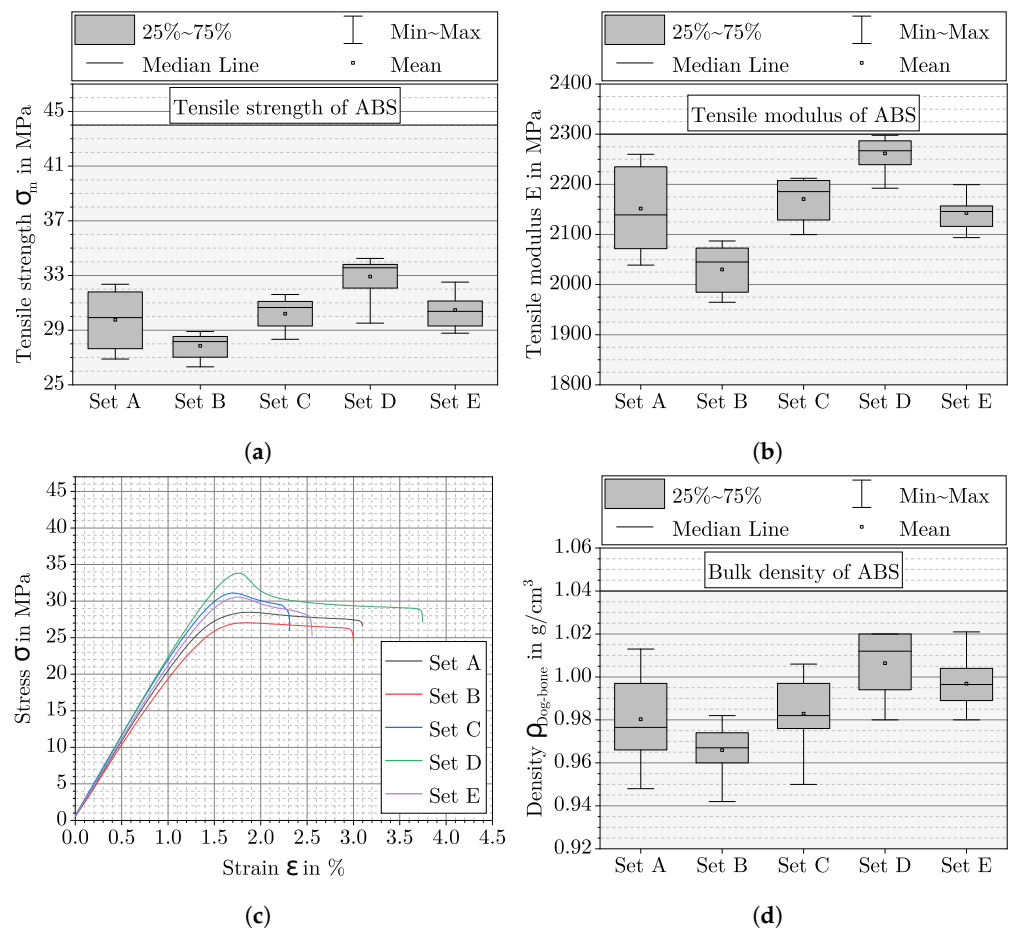 25%~75%
Min~Max
Median Line
Mean
Tensile strength of ABS
Tensile strength σm in MPa
45
41
37
33
29
25
Set A Set B Set C Set D Set E
(a)
25%~75%
Min~Max
Median Line
Mean
Tensile modulus of ABS
Tensile modulus E in MPa
2400
2300
2200
2100
2000
1900
1800
Set A Set B Set C Set D Set E
(b)
Stress σ in MPa
45
40
35
30
25
20
15
10
5
0
Set A
Set B
Set C
Set D
Set E
0.0 0.5 1.0 1.5 2.0 2.5 3.0 3.5 4.0 4.5
Strain ε in %
(c)
25%~75%
Min~Max
Median Line
Mean
Bulk density of ABS
Density ρDog-bone in g/cm³
1.06
1.04
1.02
1.00
0.98
0.96
0.94
0.92
Set A Set B Set C Set D Set E
(d)